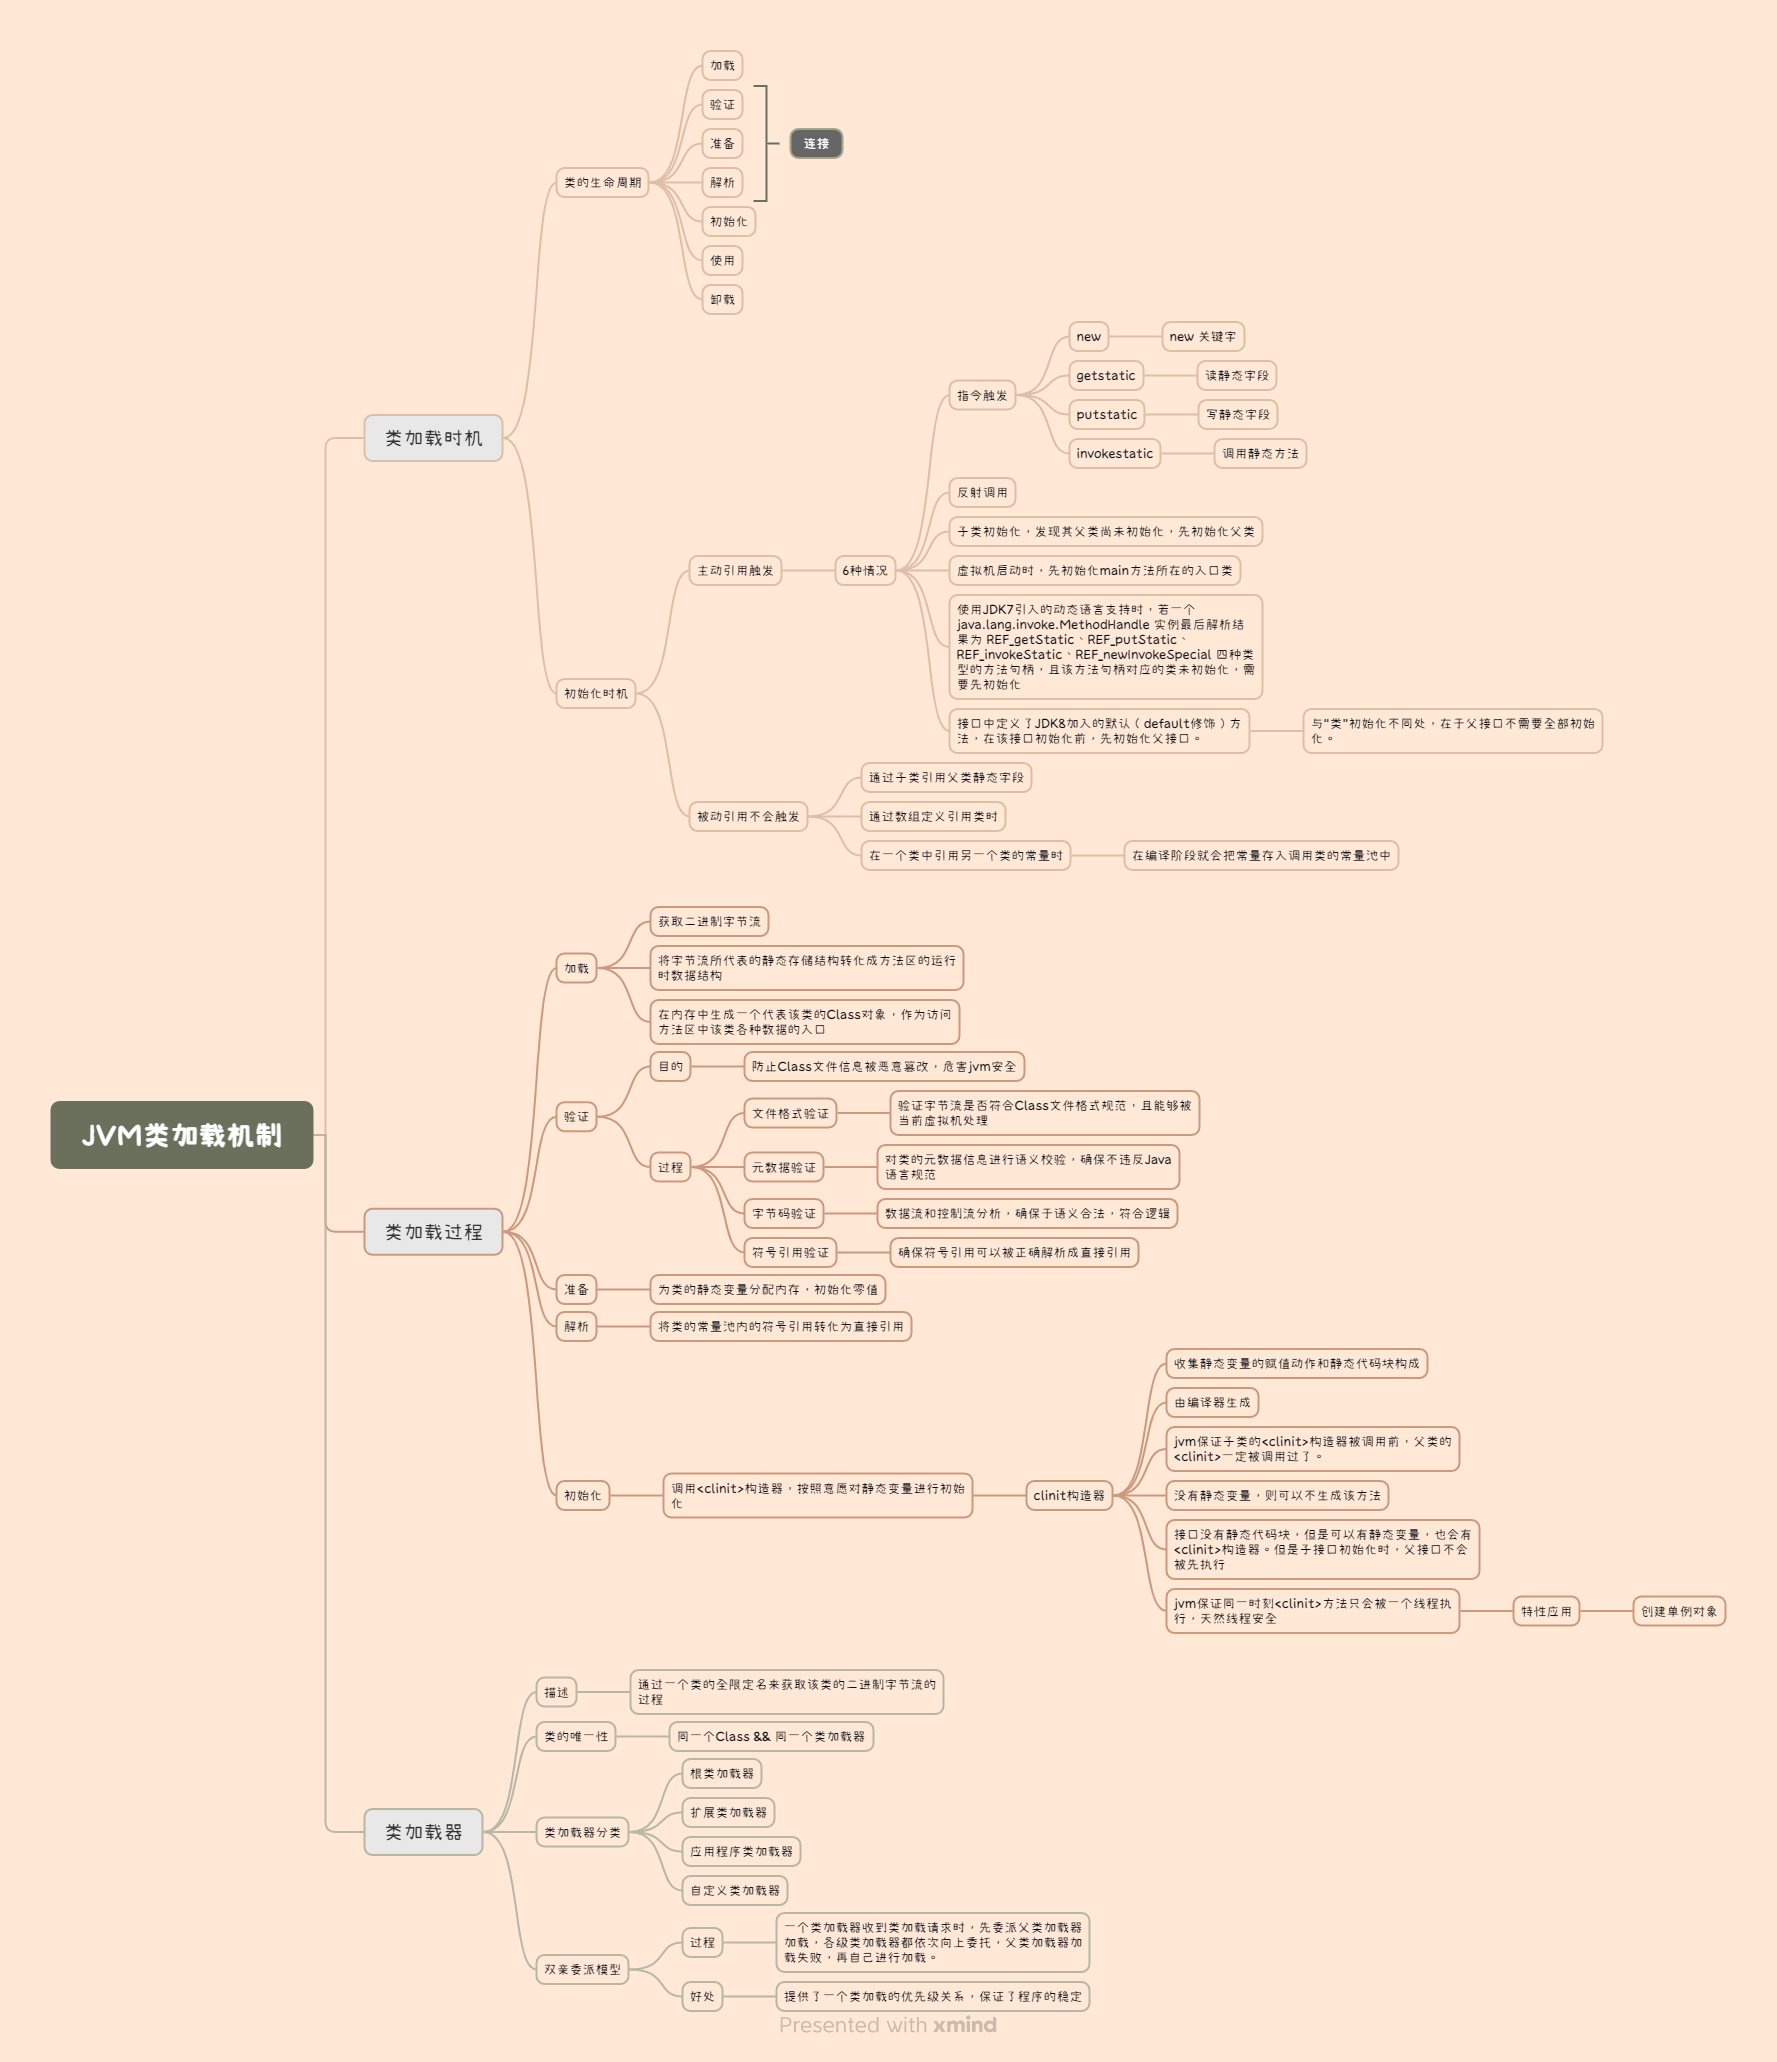 JVM类加载机制
类加载时机
类的生命周期
加载
验证
准备
解析
初始化
使用
卸载
连接
初始化时机
主动引用触发
6种情况
指令触发
new
new 关键字
getstatic
读静态字段
putstatic
写静态字段
invokestatic
调用静态方法
反射调用
子类初始化，发现其父类尚未初始化，先初始化父类
虚拟机启动时，先初始化main方法所在的入口类
使用JDK7引入的动态语言支持时，若一个
java.lang.invoke.MethodHandle 实例最后解析结
果为 REF_getStatic、REF_putStatic、
REF_invokeStatic、REF_newInvokeSpecial 四种类
型的方法句柄，且该方法句柄对应的类未初始化，需
要先初始化
接口中定义了JDK8加入的默认（default修饰）方
法，在该接口初始化前，先初始化父接口。
与“类”初始化不同处，在于父接口不需要全部初始
化。
被动引用不会触发
通过子类引用父类静态字段
通过数组定义引用类时
在一个类中引用另一个类的常量时
在编译阶段就会把常量存入调用类的常量池中
类加载过程
加载
获取二进制字节流
将字节流所代表的静态存储结构转化成方法区的运行
时数据结构
在内存中生成一个代表该类的Class对象，作为访问
方法区中该类各种数据的入口
验证
目的
防止Class文件信息被恶意篡改，危害jvm安全
过程
文件格式验证
验证字节流是否符合Class文件格式规范，且能够被
当前虚拟机处理
元数据验证
对类的元数据信息进行语义校验，确保不违反Java
语言规范
字节码验证
数据流和控制流分析，确保于语义合法，符合逻辑
符号引用验证
确保符号引用可以被正确解析成直接引用
准备
为类的静态变量分配内存，初始化零值
解析
将类的常量池内的符号引用转化为直接引用
初始化
调用<clinit>构造器，按照意愿对静态变量进行初始
化
clinit构造器
收集静态变量的赋值动作和静态代码块构成
由编译器生成
jvm保证子类的<clinit>构造器被调用前，父类的
<clinit>一定被调用过了。
没有静态变量，则可以不生成该方法
接口没有静态代码块，但是可以有静态变量，也会有
<clinit>构造器。但是子接口初始化时，父接口不会
被先执行
jvm保证同一时刻<clinit>方法只会被一个线程执
行，天然线程安全
特性应用
创建单例对象
类加载器
描述
通过一个类的全限定名来获取该类的二进制字节流的
过程
类的唯一性
同一个Class && 同一个类加载器
类加载器分类
根类加载器
扩展类加载器
应用程序类加载器
自定义类加载器
双亲委派模型
过程
一个类加载器收到类加载请求时，先委派父类加载器
加载，各级类加载器都依次向上委托，父类加载器加
载失败，再自己进行加载。
好处
提供了一个类加载的优先级关系，保证了程序的稳定
Presented with xmind